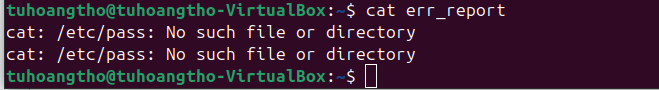 tuhoangtho@tuhoangtho-VirtualBox:~$ cat err_report
cat: /etc/pass: No such file or directory
cat: /etc/pass: No such file or directory
tuhoangtho@tuhoangtho-VirtualBox:~$